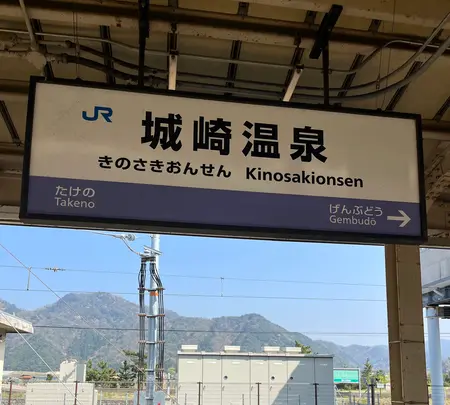 JR
城崎温泉
きのさきおんせん Kinosakionsen
たけの
Takeno
げんぶどう
Gembudō